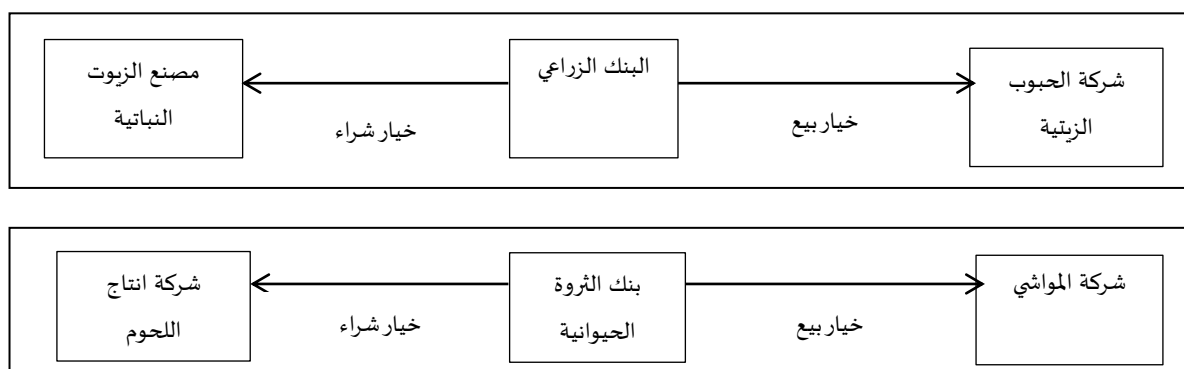 شركة الحبوب
الزيتية
خيار بيع
البنك الزراعي
خيار شراء
مصنع الزيوت
النباتية
شركة المواشي
خيار بيع
بنك الثروة
الحيوانية
خيار شراء
شركة انتاج
اللحوم